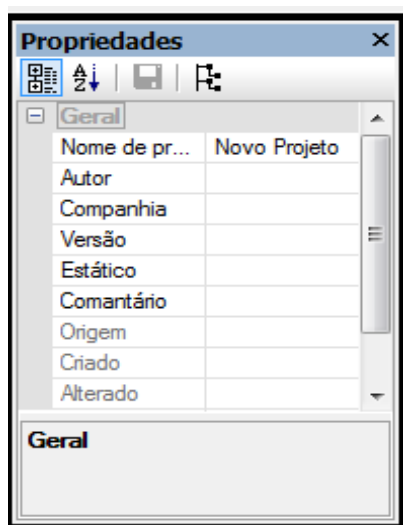 Propriedades
Geral
Nome de pr... Novo Projeto
Autor
Companhia
Versão
Estático
Comantário
Origem
Criado
Alterado
Geral